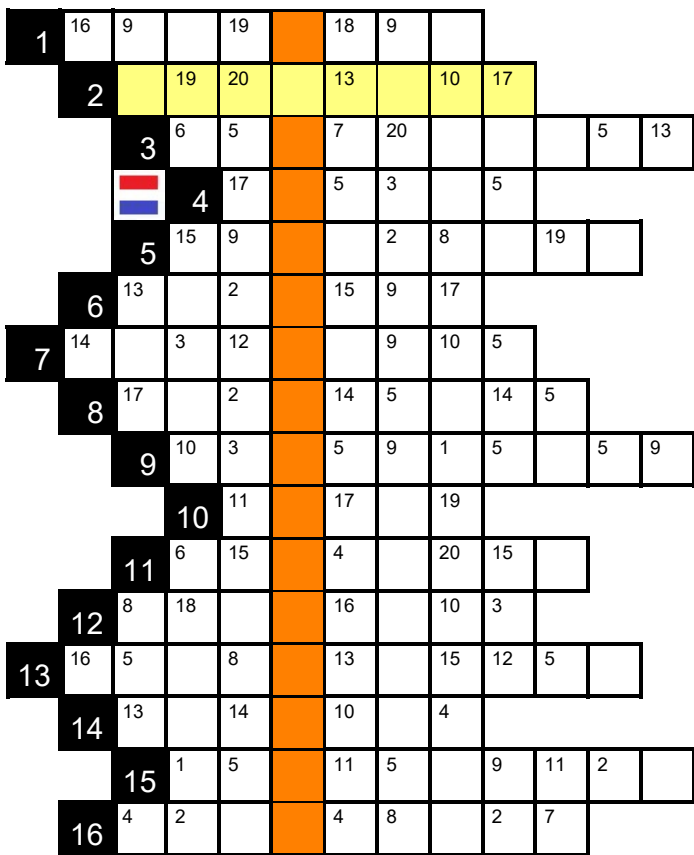 1 16 9 19 18 9
2 19 20 13 10 17
3 6 5 7 20 5 13
4 17 5 3 5
5 15 9 2 8 19
6 13 2 15 9 17
7 14 3 12 9 10 5
8 17 2 14 5 14 5
9 10 3 5 9 1 5 5 9
10 11 17 19
11 6 15 4 20 15
12 8 18 16 10 3
13 16 5 8 13 15 12 5
14 13 14 10 4
15 1 5 11 5 9 11 2
16 4 2 4 8 2 7